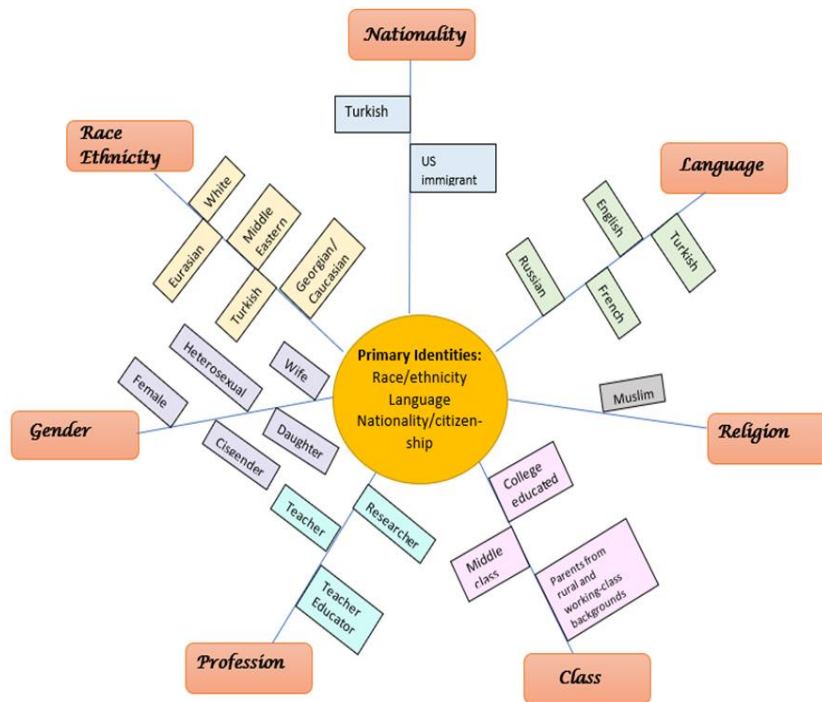 Nationality
Turkish
US
immigrant
Race
Ethnicity
White
Eurasian
Middle
Eastern
Turkish
Georgian/
Caucasian
Language
English
Turkish
Russian
French
Primary Identities:
Race/ethnicity
Language
Nationality/citizen-
ship
Gender
Female
Heterosexual
Wife
Cisgender
Daughter
Religion
Muslim
Profession
Teacher
Researcher
Teacher
Educator
Class
College
educated
Middle
class
Parents from
rural and
working-class
backgrounds